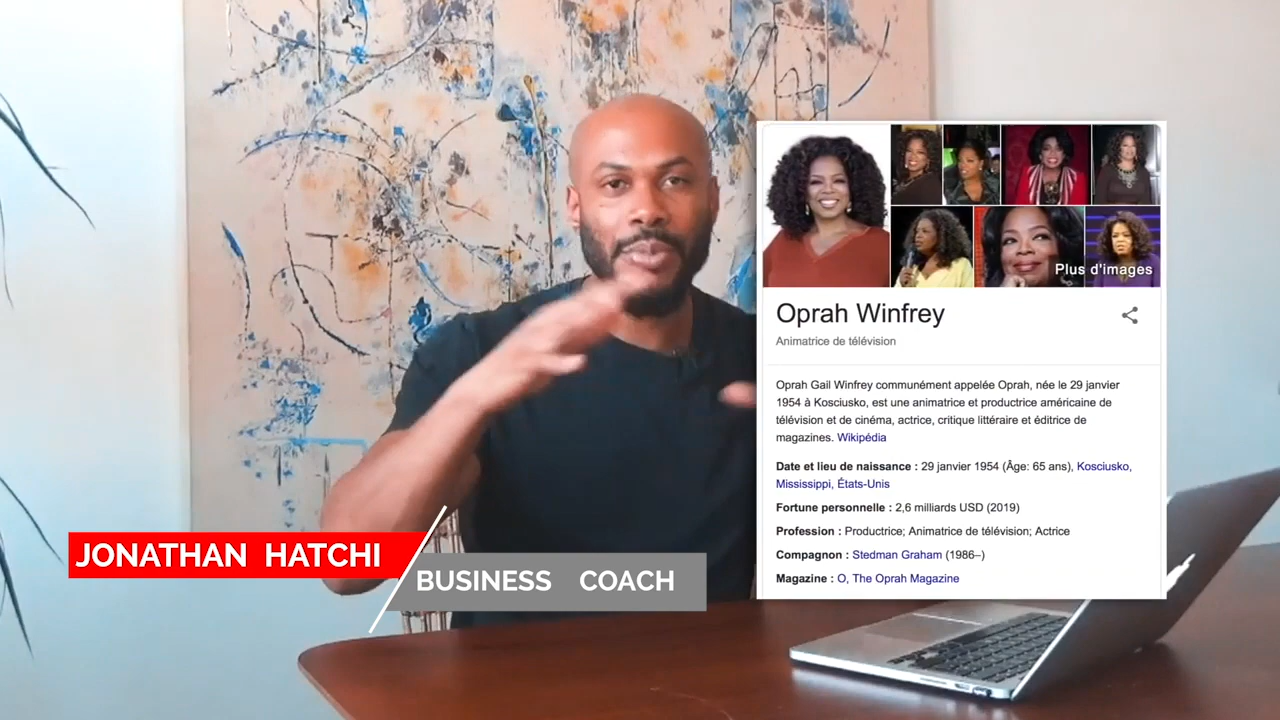 JONATHAN HATCHI
BUSINESS COACH
Plus d'images
Oprah Winfrey
Animatrice de télévision
Oprah Gail Winfrey communément appelée Oprah, née le 29 janvier
1954 à Kosciusko, est une animatrice et productrice américaine de
télévision et de cinéma, actrice, critique littéraire et éditrice de
magazines. Wikipédia
Date et lieu de naissance : 29 janvier 1954 (Âge: 65 ans), Kosciusko,
Mississippi, États-Unis
Fortune personnelle : 2,6 milliards USD (2019)
Profession : Productrice; Animatrice de télévision; Actrice
Compagnon : Stedman Graham (1986–)
Magazine : O, The Oprah Magazine